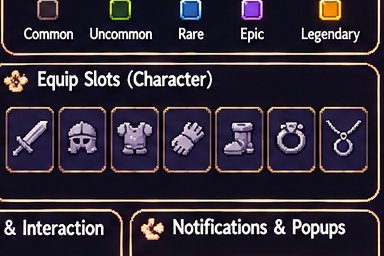 Common Uncommon Rare Epic Legendary
Equip Slots (Character)
& Interaction
Notifications & Popups